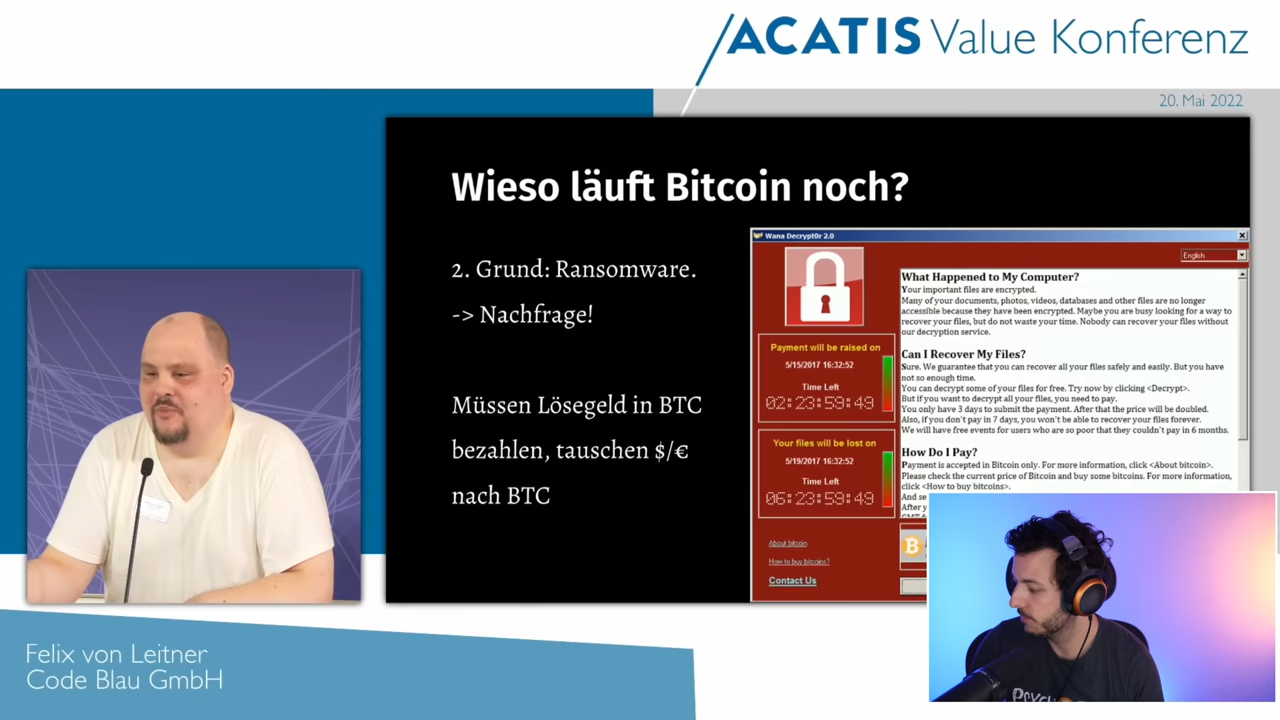 ACATIS Value Konferenz
20. Mai 2022
Wieso läuft Bitcoin noch?
2. Grund: Ransomware.
-> Nachfrage!
Müssen Lösegeld in BTC
bezahlen, tauschen $/€
nach BTC
Wana Decrypt0r 2.0
English
Payment will be raised on
5/15/2017 16:32:52
Time Left
02:23:59:49
Your files will be lost on
5/19/2017 16:32:52
Time Left
06:23:59:49
About bitcoin
How to buy bitcoins?
Contact Us
What Happened to My Computer?
Your important files are encrypted.
Many of your documents, photos, videos, databases and other files are no longer
accessible because they have been encrypted. Maybe you are busy looking for a way to
recover your files, but do not waste your time. Nobody can recover your files without
our decryption service.
Can I Recover My Files?
Sure. We guarantee that you can recover all your files safely and easily. But you have
not so enough time.
You can decrypt some of your files for free. Try now by clicking <Decrypt>.
But if you want to decrypt all your files, you need to pay.
You only have 3 days to submit the payment. After that the price will be doubled.
Also, if you don't pay in 7 days, you won't be able to recover your files forever.
We will have free events for users who are so poor that they couldn't pay in 6 months.
How Do I Pay?
Payment is accepted in Bitcoin only. For more information, click <About bitcoin>.
Please check the current price of Bitcoin and buy some bitcoins. For more information,
click <How to buy bitcoins>.
And
Felix von Leitner
Code Blau GmbH